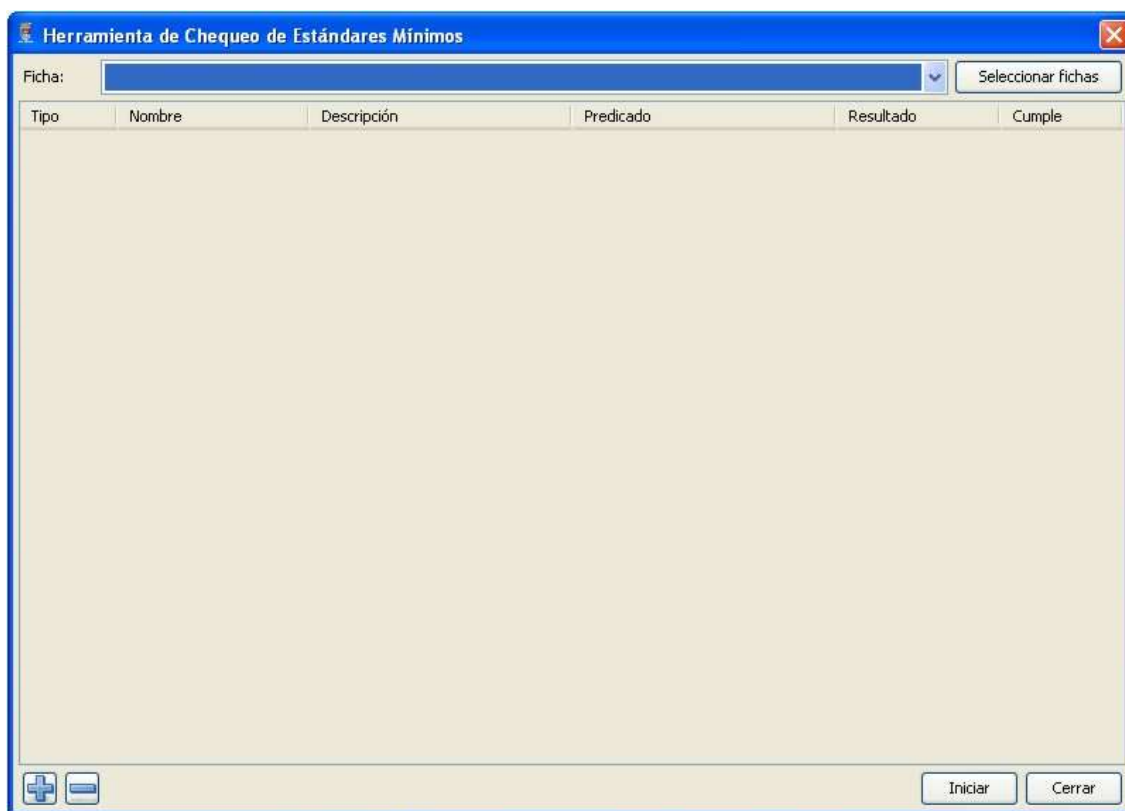 Herramienta de Chequeo de Estándares Mínimos
Ficha: Seleccionar fichas
Tipo Nombre Descripción Predicado Resultado Cumple
Iniciar Cerrar